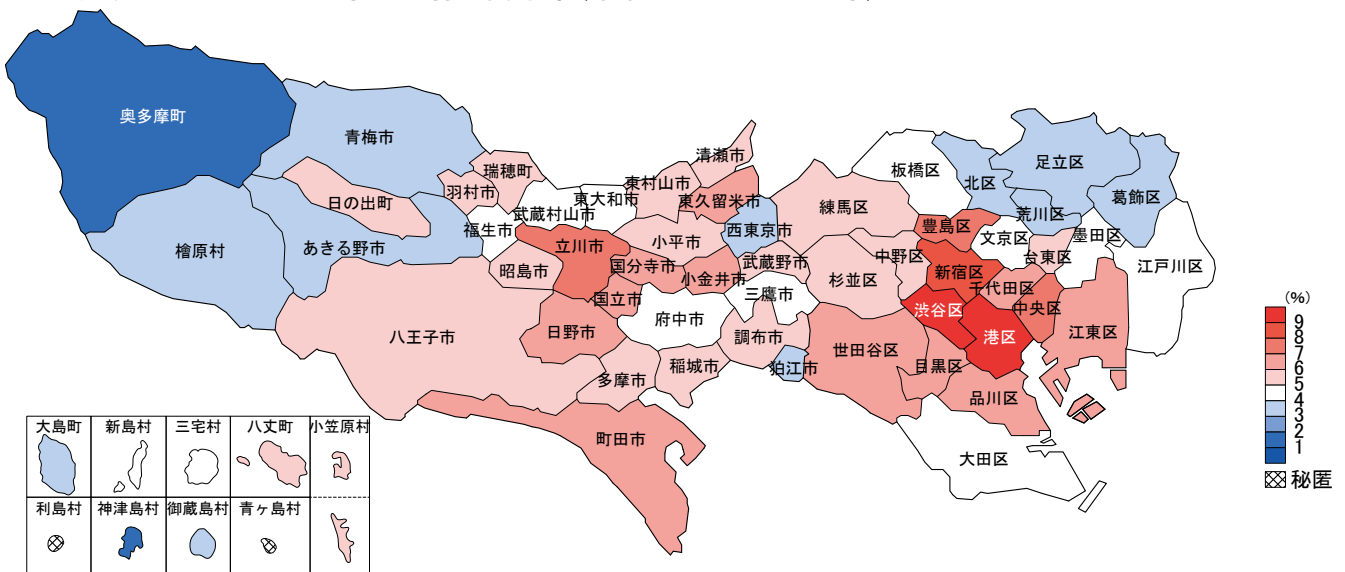 奥多摩町
青梅市
檜原村
日の出町
あきる野市
瑞穂町
羽村市
福生市
武蔵村山市
東大和市
東村山市
清瀬市
東久留米市
西東京市
立川市
昭島市
小平市
国分寺市
小金井市
武蔵野市
三鷹市
国立市
日野市
府中市
八王子市
多摩市
稲城市
調布市
狛江市
町田市
板橋区
練馬区
北区
足立区
葛飾区
荒川区
豊島区
文京区
台東区
墨田区
江戸川区
中野区
杉並区
新宿区
千代田区
渋谷区
港区
中央区
江東区
世田谷区
目黒区
品川区
大田区
大島町
新島村
三宅村
八丈町
小笠原村
利島村
神津島村
御蔵島村
青ヶ島村
(%)
9
8
7
6
5
4
3
2
1
秘匿